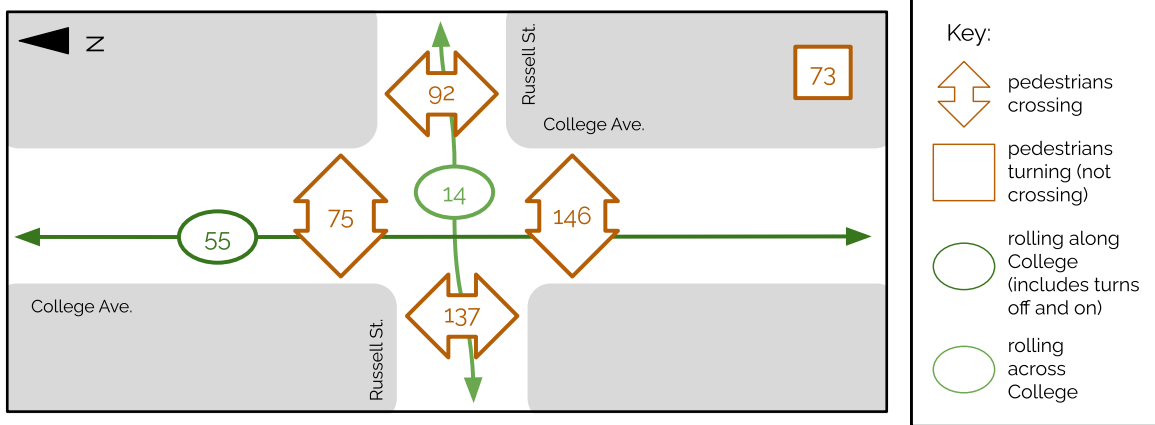 N
Russell St.
92
73
College Ave.
14
75
146
55
College Ave.
137
Russell St.
Key:
pedestrians
crossing
pedestrians
turning (not
crossing)
rolling along
College
(includes turns
off and on)
rolling
across
College